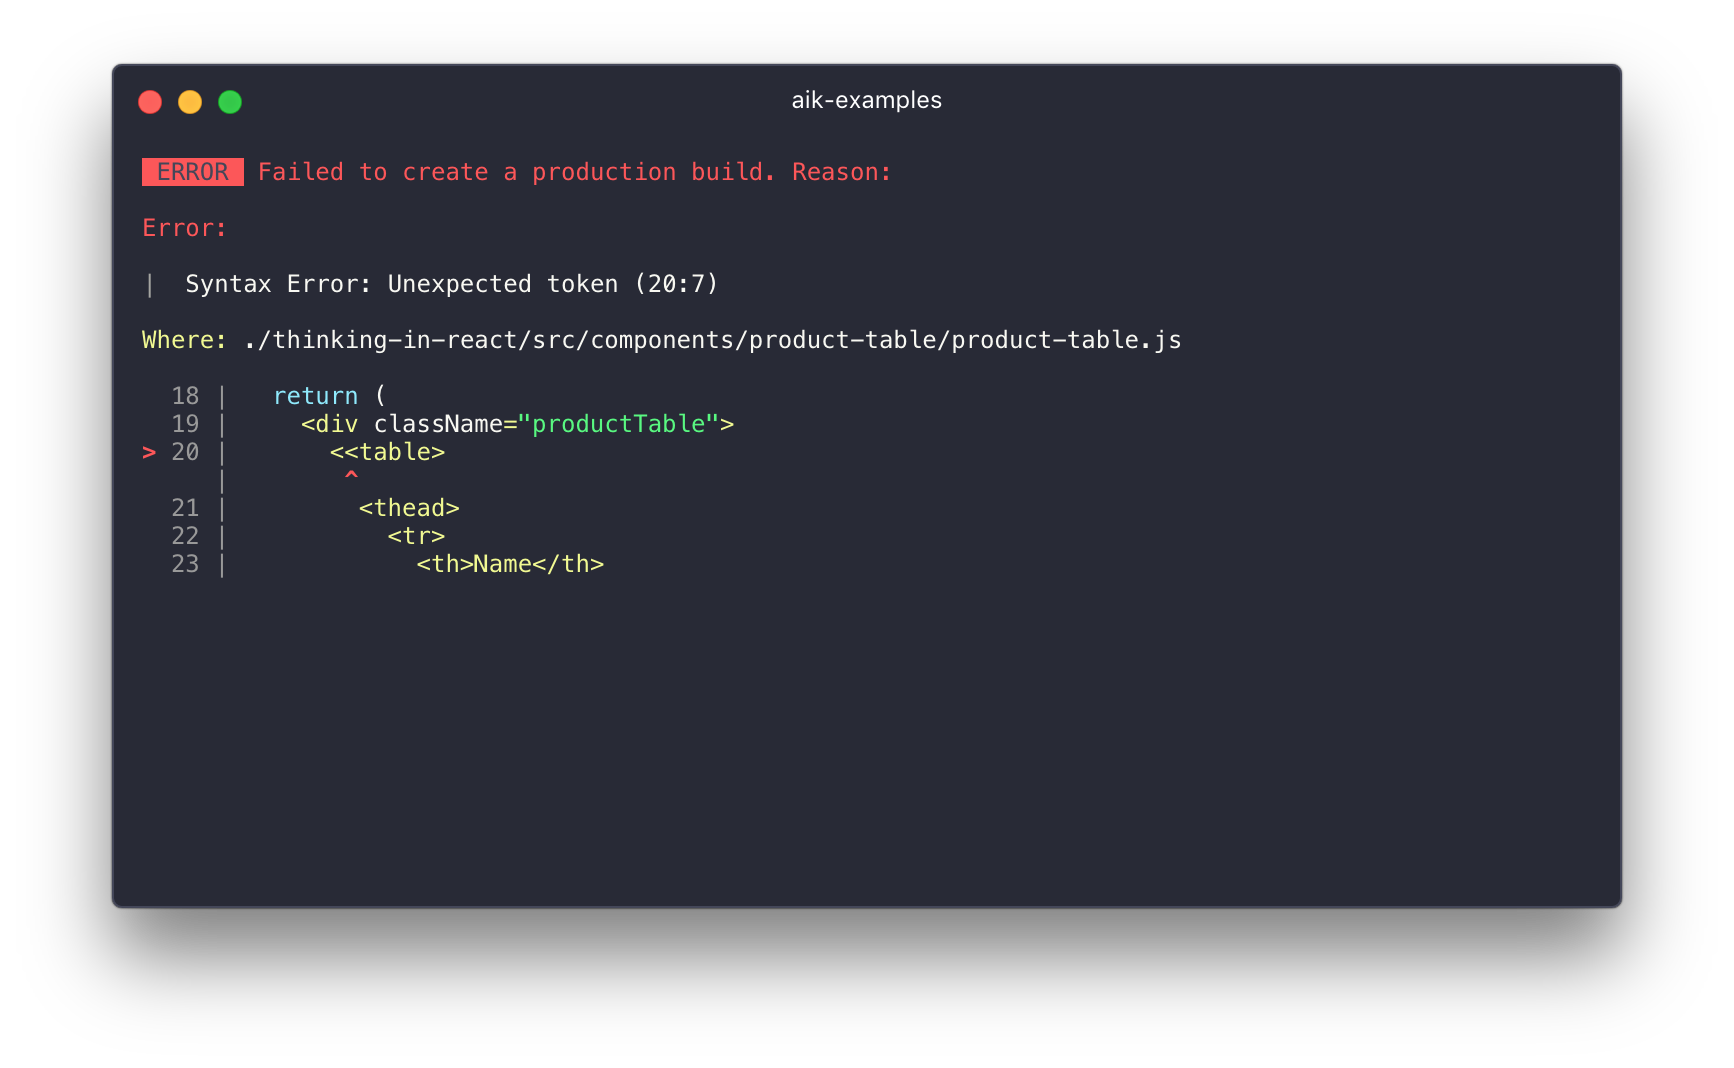 aik-examples
ERROR Failed to create a production build. Reason:
Error:
| Syntax Error: Unexpected token (20:7)
Where: ./thinking-in-react/src/components/product-table/product-table.js
18 |   return (
19 |     <div className="productTable">
> 20 |       <<table>
|        ^
21 |         <thead>
22 |           <tr>
23 |             <th>Name</th>